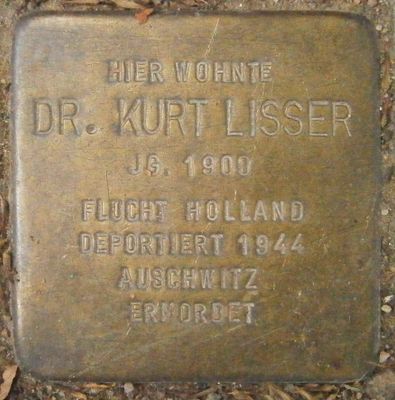 HIER WOHNTE
DR. KURT LISSER
JG. 1900
FLUCHT HOLLAND
DEPORTIERT 1944
AUSCHWITZ
ERMORDET